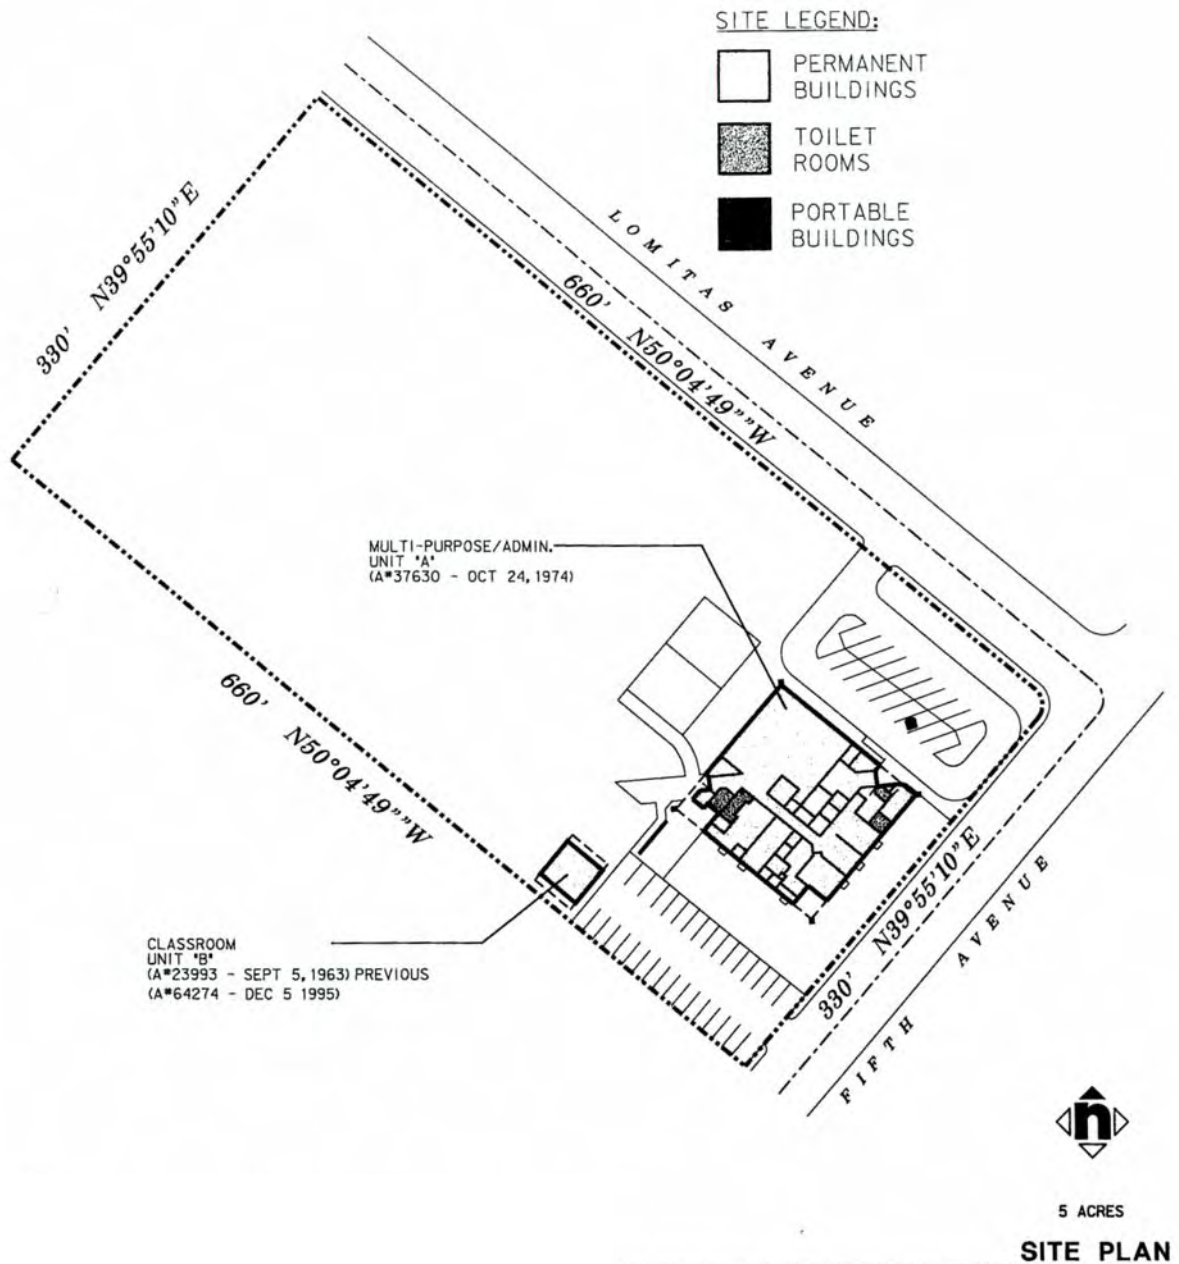 SITE LEGEND:
PERMANENT
BUILDINGS
TOILET
ROOMS
PORTABLE
BUILDINGS
LOMITAS AVENUE
330' N39°55'10"E
660' N50°04'49""W
MULTI-PURPOSE/ADMIN.
UNIT "A"
(A#37630 - OCT 24,1974)
660' N50°04'49""W
CLASSROOM
UNIT "B"
(A#23993 - SEPT 5,1963) PREVIOUS
(A#64274 - DEC 5 1995)
330' N39°55'10"E
FIFTH AVENUE
n
5 ACRES
SITE PLAN